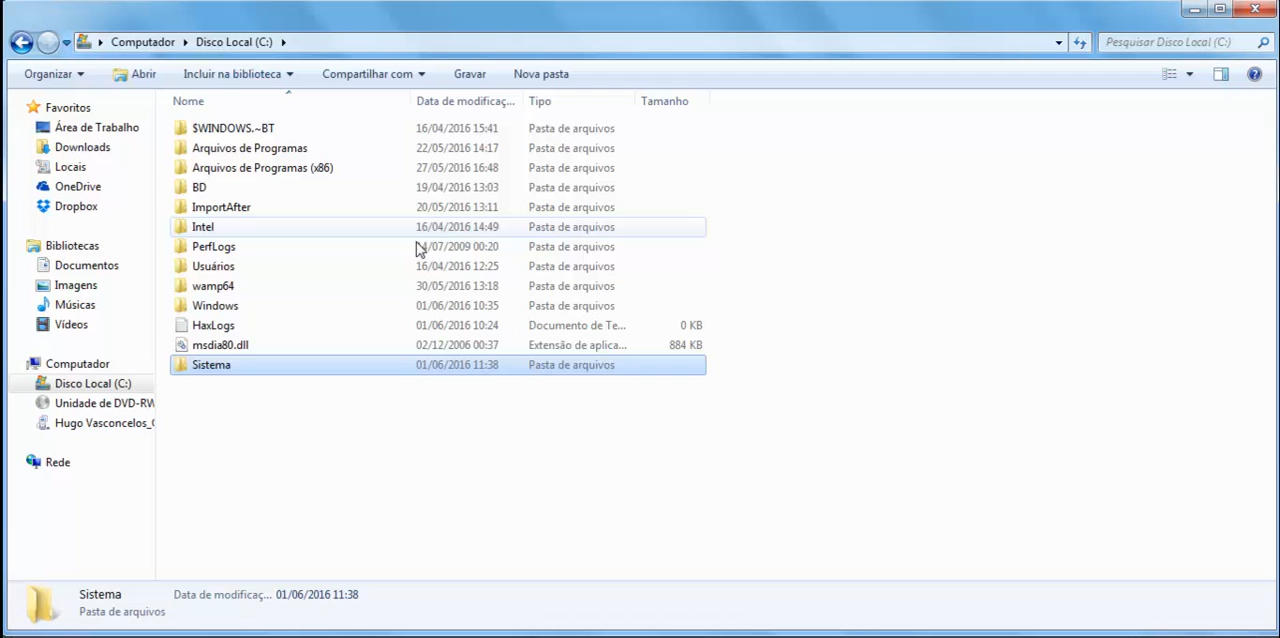 Computador Disco Local (C:) Pesquisar Disco Local (C:)
Organizar Abrir Incluir na biblioteca Compartilhar com Gravar Nova pasta
Favoritos
Área de Trabalho
Downloads
Locais
OneDrive
Dropbox
Bibliotecas
Documentos
Imagens
Músicas
Vídeos
Computador
Disco Local (C:)
Unidade de DVD-RW
Hugo Vasconcelos_
Rede
Nome Data de modificaç... Tipo Tamanho
$WINDOWS.~BT 16/04/2016 15:41 Pasta de arquivos
Arquivos de Programas 22/05/2016 14:17 Pasta de arquivos
Arquivos de Programas (x86) 27/05/2016 16:48 Pasta de arquivos
BD 19/04/2016 13:03 Pasta de arquivos
ImportAfter 20/05/2016 13:11 Pasta de arquivos
Intel 16/04/2016 14:49 Pasta de arquivos
PerfLogs 00:20 Pasta de arquivos
Usuários 16/04/2016 12:25 Pasta de arquivos
wamp64 30/05/2016 13:18 Pasta de arquivos
Windows 01/06/2016 10:35 Pasta de arquivos
HaxLogs 01/06/2016 10:24 Documento de Te... 0 KB
msdia80.dll 02/12/2006 00:37 Extensão de aplica... 884 KB
Sistema 01/06/2016 11:38 Pasta de arquivos
Sistema Data de modificaç... 01/06/2016 11:38
Pasta de arquivos